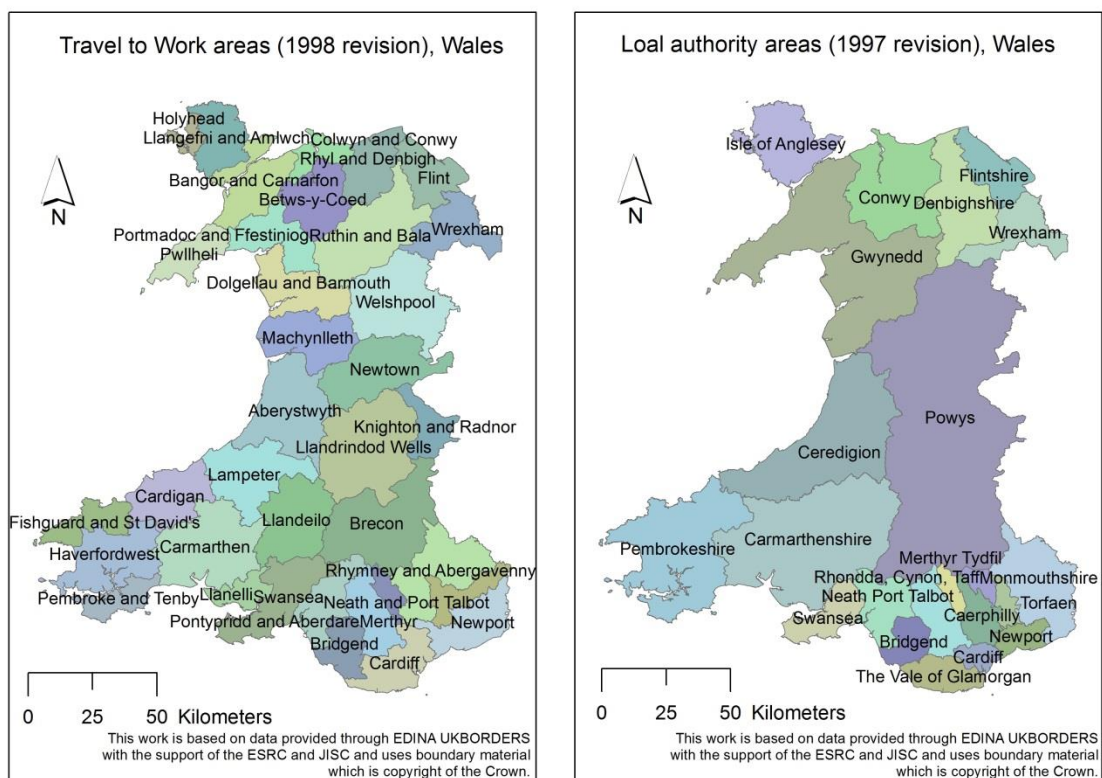 Travel to Work areas (1998 revision), Wales
Holyhead
Llangefni and Amlwch
Colwyn and Conwy
Rhyl and Denbigh
Flint
Bangor and Carnarfon
Betws-y-Coed
N
Portmadoc and Ffestiniog
Ruthin and Bala
Wrexham
Pwllheli
Dolgellau and Barmouth
Welshpool
Machynlleth
Newtown
Aberystwyth
Knighton and Radnor
Llandrindod Wells
Lampeter
Cardigan
Fishguard and St David's
Llandeilo
Brecon
Haverfordwest
Carmarthen
Rhymney and Abergavenny
Pembroke and Tenby
Llanelli
Swansea
Neath and Port Talbot
Pontypridd and Aberdare
Merthyr
Newport
Bridgend
Cardiff
0 25 50 Kilometers
This work is based on data provided through EDINA UKBORDERS
with the support of the ESRC and JISC and uses boundary material
which is copyright of the Crown.
Loal authority areas (1997 revision), Wales
Isle of Anglesey
Flintshire
Conwy
Denbighshire
N
Wrexham
Gwynedd
Powys
Ceredigion
Pembrokeshire
Carmarthenshire
Merthyr Tydfil
Rhondda, Cynon, Taff
Monmouthshire
Neath Port Talbot
Torfaen
Swansea
Caerphilly
Newport
Bridgend
Cardiff
The Vale of Glamorgan
0 25 50 Kilometers
This work is based on data provided through EDINA UKBORDERS
with the support of the ESRC and JISC and uses boundary material
which is copyright of the Crown.